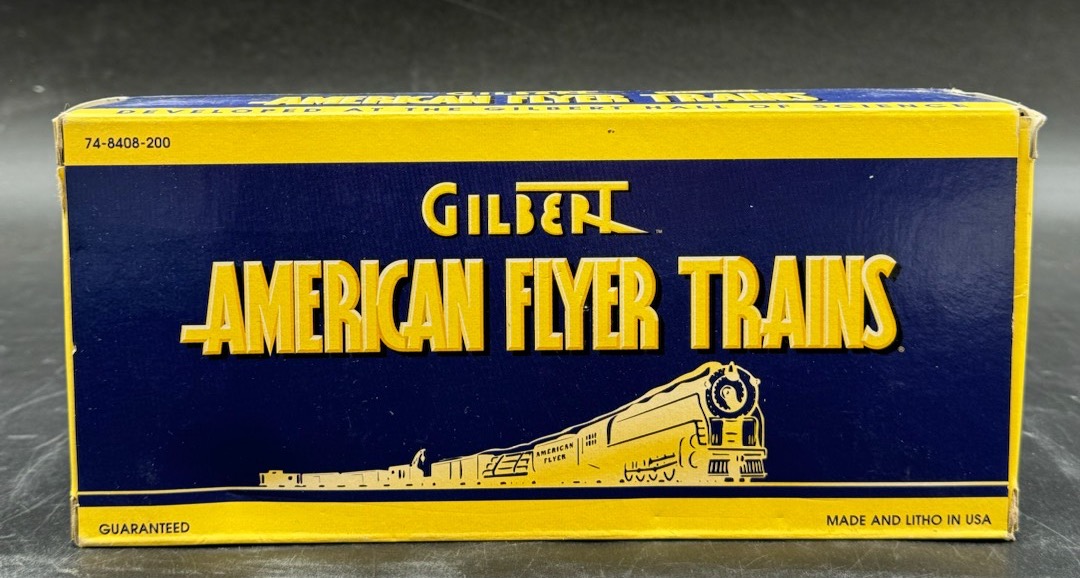 AMERICAN FLYER TRAINS
DEVELOPED AT THE GILBERT HALL OF SCIENCE
74-8408-200
GILBERT™
AMERICAN FLYER TRAINS
AMERICAN
FLYER
GUARANTEED
MADE AND LITHO IN USA